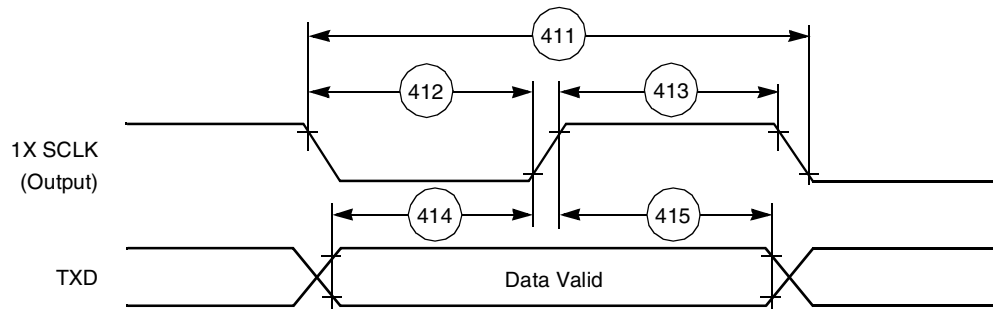 411
412
413
1X SCLK
(Output)
414
415
TXD
Data Valid